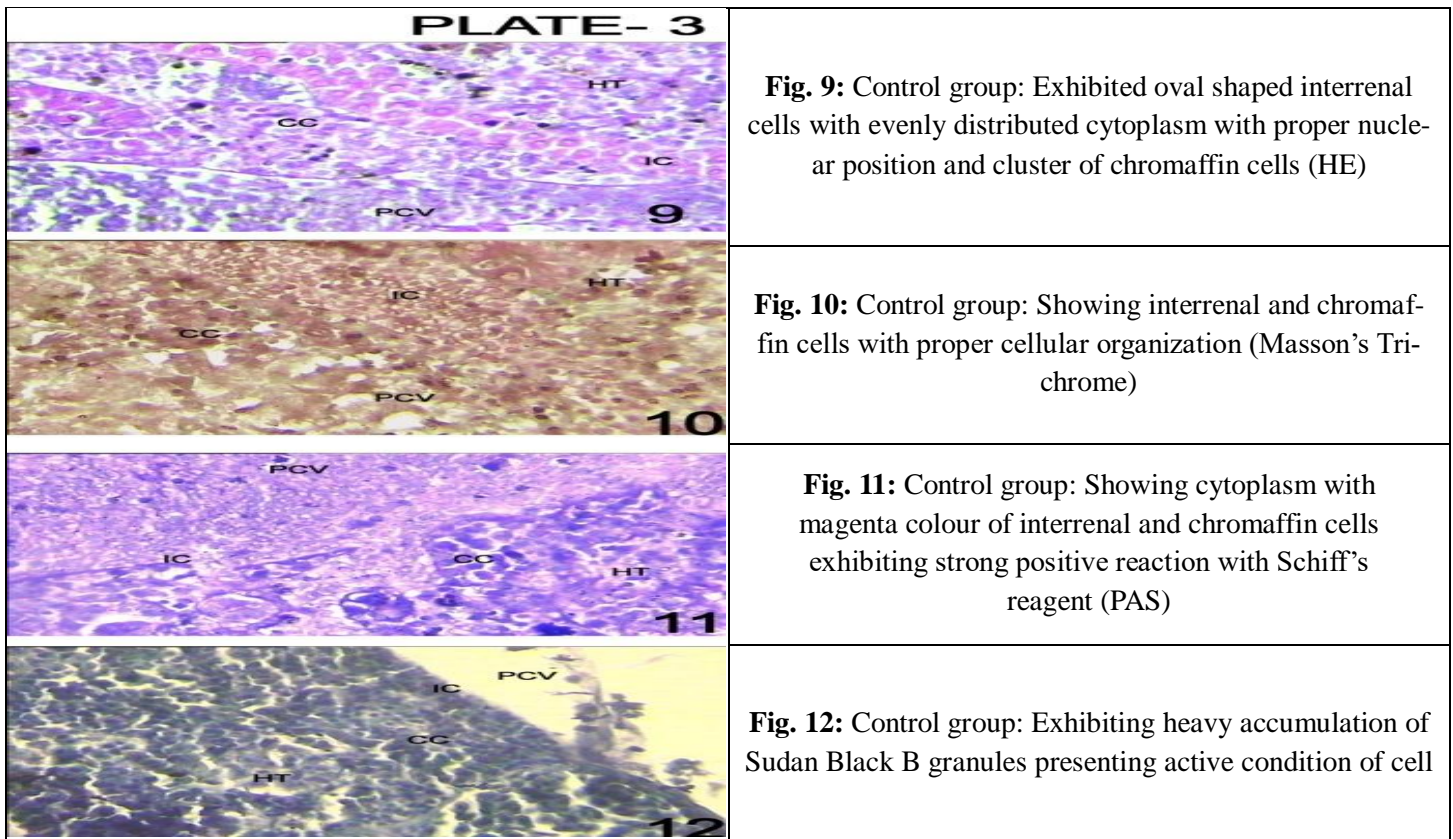 PLATE- 3
HT
CC
IC
PCV
9
Fig. 9: Control group: Exhibited oval shaped interrenal
cells with evenly distributed cytoplasm with proper nucle-
ar position and cluster of chromaffin cells (HE)
HT
IC
CC
PCV
10
Fig. 10: Control group: Showing interrenal and chromaf-
fin cells with proper cellular organization (Masson’s Tri-
chrome)
PCV
IC
CC
HT
11
Fig. 11: Control group: Showing cytoplasm with
magenta colour of interrenal and chromaffin cells
exhibiting strong positive reaction with Schiff’s
reagent (PAS)
PCV
IC
CC
HT
12
Fig. 12: Control group: Exhibiting heavy accumulation of
Sudan Black B granules presenting active condition of cell